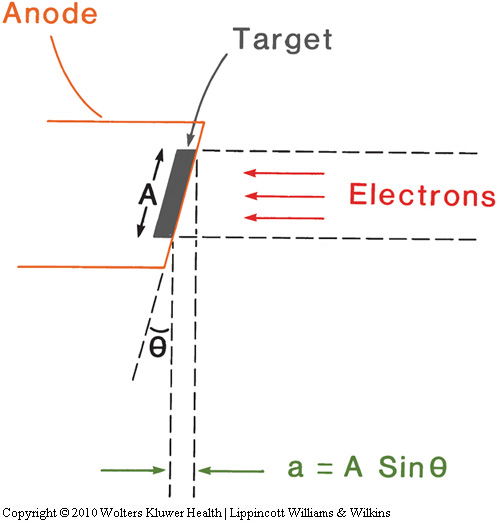 Anode
Target
A
Electrons
θ
a = A Sinθ
Copyright © 2010 Wolters Kluwer Health | Lippincott Williams & Wilkins